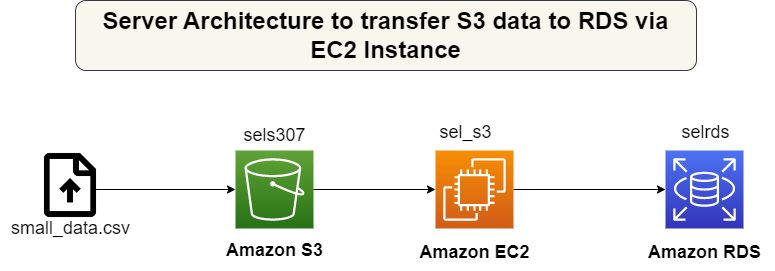 Server Architecture to transfer S3 data to RDS via
EC2 Instance
sels307
sel_s3
selrds
small_data.csv
Amazon S3
Amazon EC2
Amazon RDS